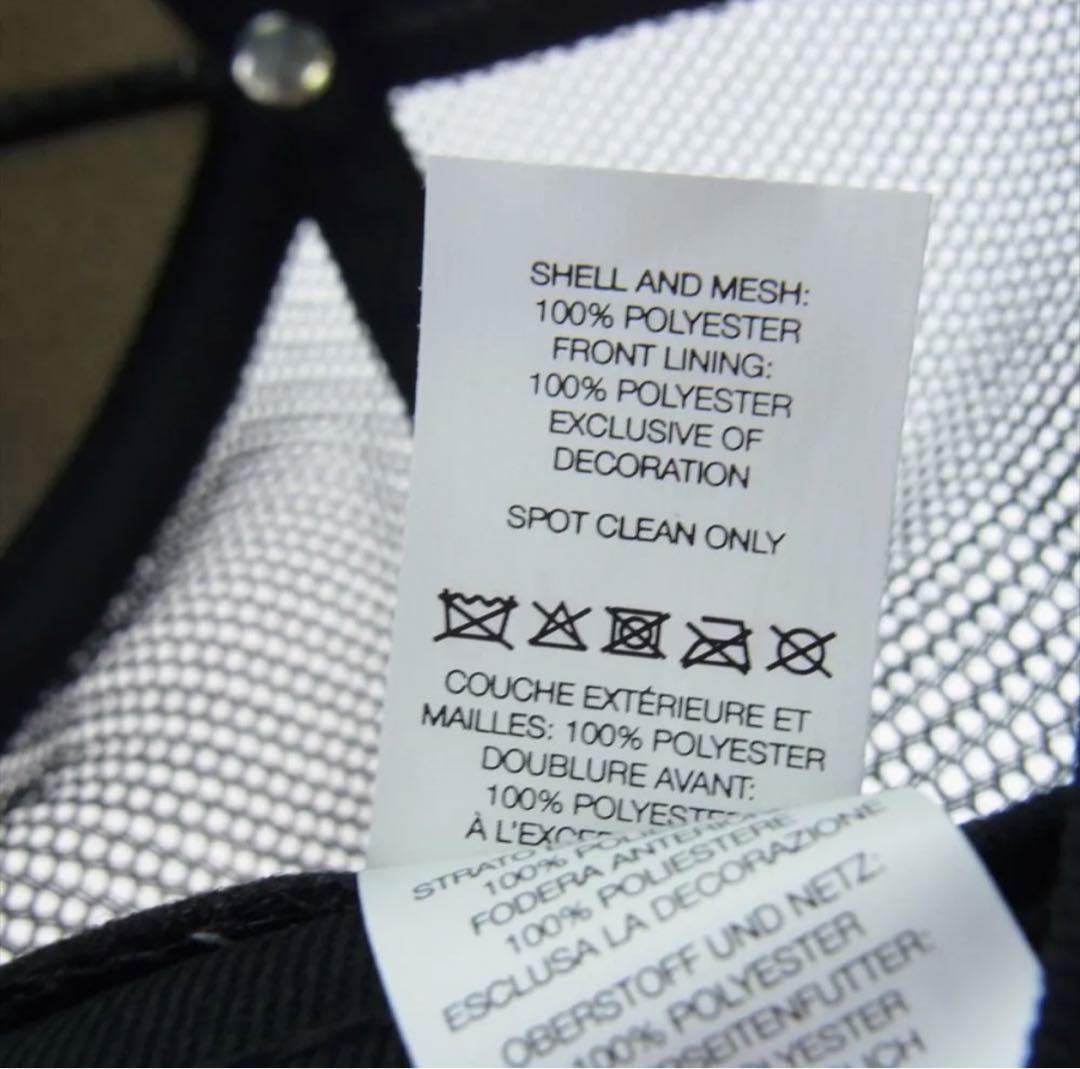 SHELL AND MESH:
100% POLYESTER
FRONT LINING:
100% POLYESTER
EXCLUSIVE OF
DECORATION
SPOT CLEAN ONLY
COUCHE EXTÉRIEURE ET
MAILLES: 100% POLYESTER
DOUBLURE AVANT:
100% POLYESTER
À
100%
FODERA ANTERIORE
100% POLIESTERE
ESCLUSA LA DECORAZIONE
OBERSTOFF UND NETZ:
100% POLYESTER